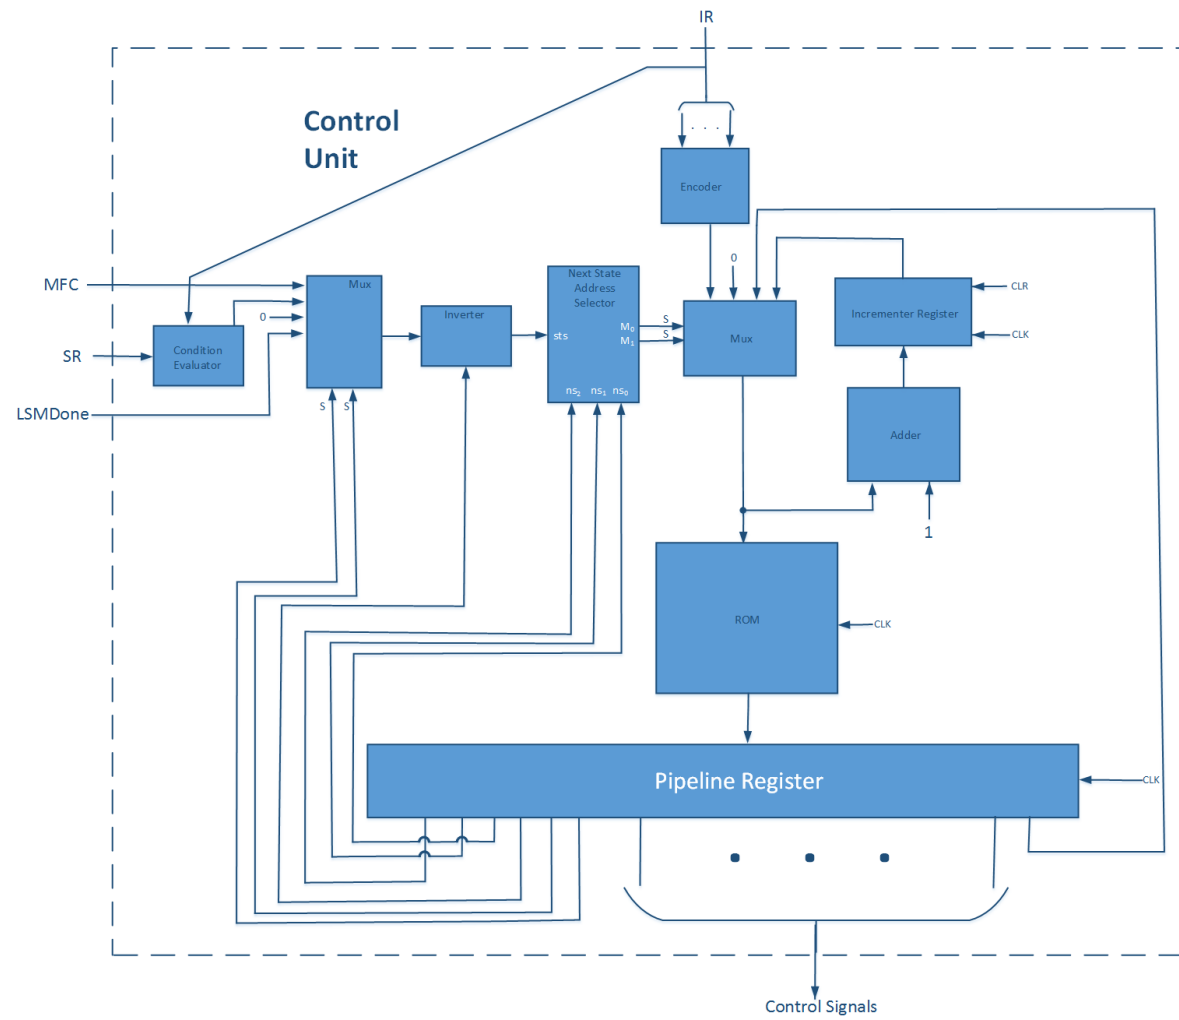 IR
Control
Unit
. . .
Encoder
0
MFC
Mux
Next State
Address
Selector
CLR
Incrementer Register
0
Inverter
S
M₀
sts
S
M₁
Mux
CLK
SR
Condition
Evaluator
ns₂ ns₁ ns₀
S S
LSMDone
Adder
1
ROM
CLK
Pipeline Register
CLK
Control Signals